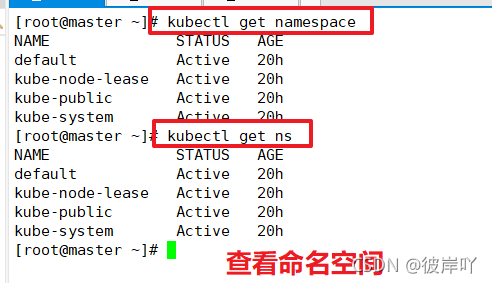 [root@master ~]# kubectl get namespace
NAME STATUS AGE
default Active 20h
kube-node-lease Active 20h
kube-public Active 20h
kube-system Active 20h
[root@master ~]# kubectl get ns
NAME STATUS AGE
default Active 20h
kube-node-lease Active 20h
kube-public Active 20h
kube-system Active 20h
[root@master ~]#
查看命名空间
CSDN @彼岸吖